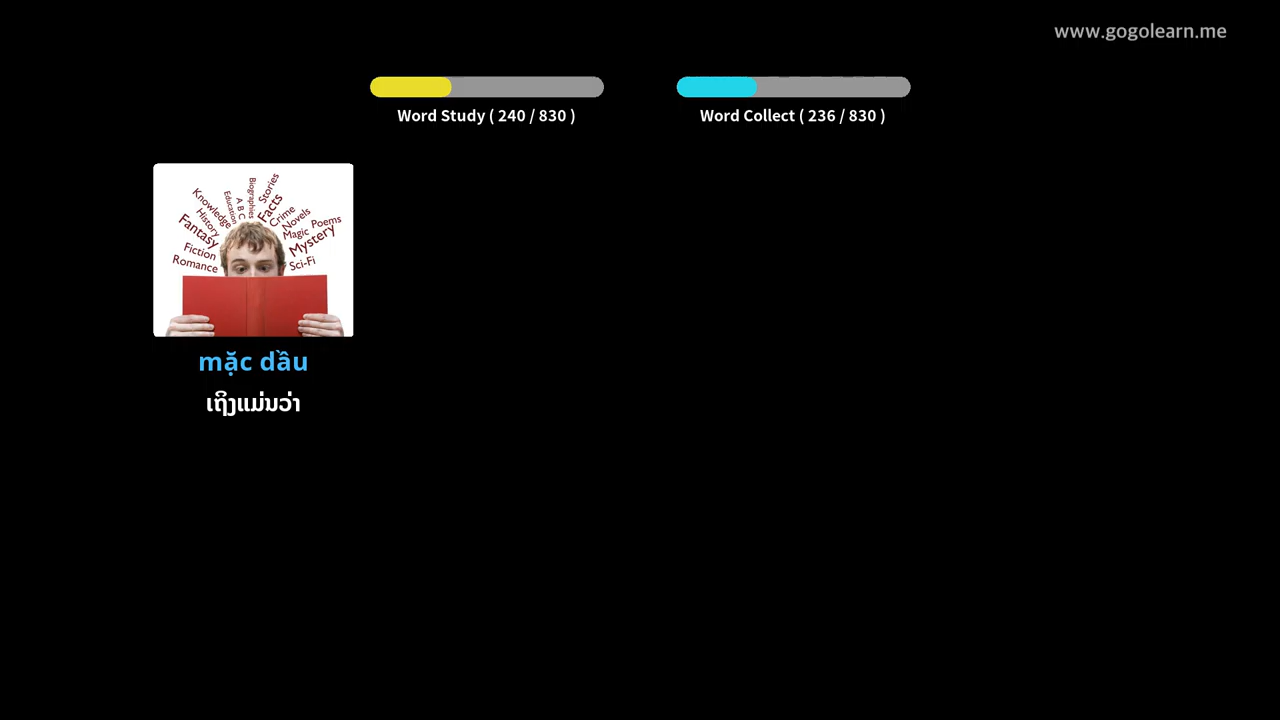 www.gogolearn.me
Word Study ( 240 / 830 )
Word Collect ( 236 / 830 )
Biographies
Stories
Knowledge
Education
A B C
Facts
Crime
History
Novels
Fantasy
Magic
Poems
Mystery
Fiction
Romance
Sci-Fi
mặc dầu
ເຖິງແມ່ນວ່າ